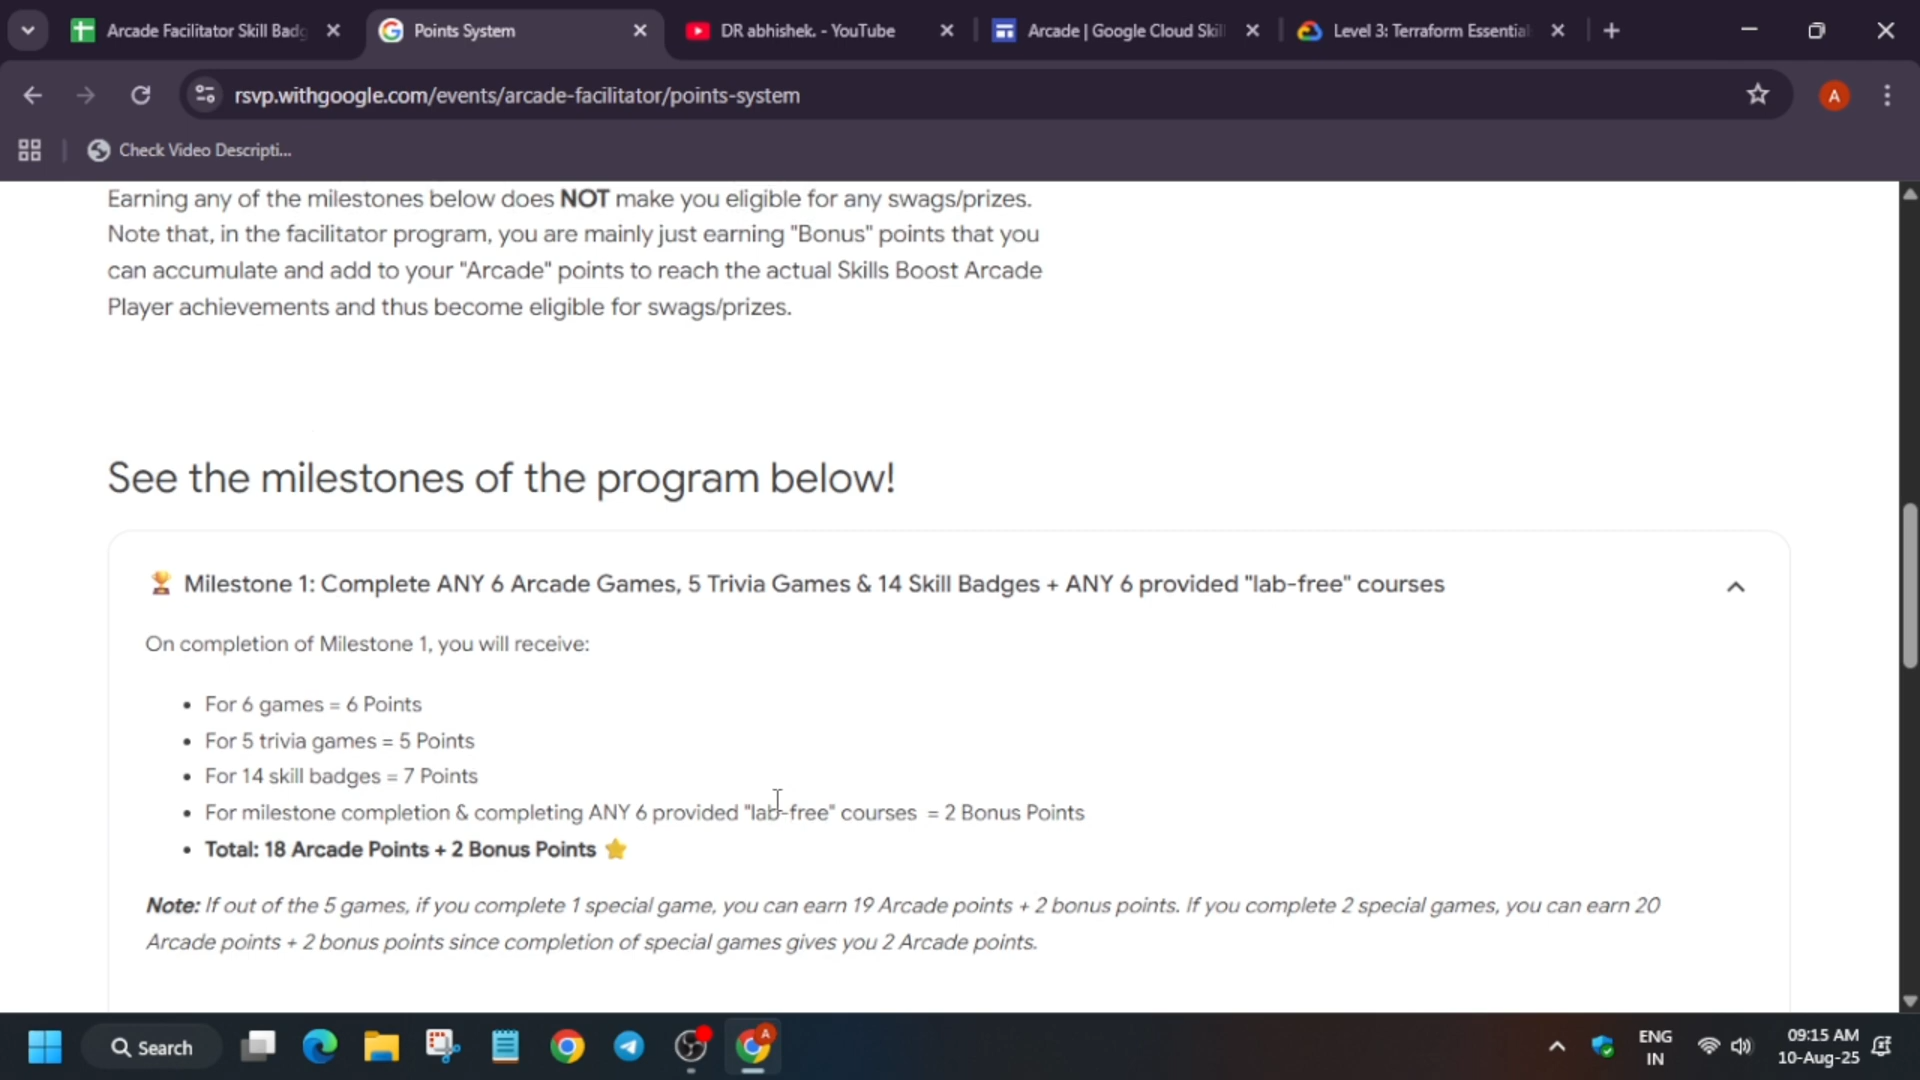 Arcade Facilitator Skill Badg
Points System
DR abhishek. - YouTube
Arcade | Google Cloud Skil
Level 3: Terraform Essential
rsvp.withgoogle.com/events/arcade-facilitator/points-system
A
Check Video Descripti...
Earning any of the milestones below does NOT make you eligible for any swags/prizes.
Note that, in the facilitator program, you are mainly just earning "Bonus" points that you
can accumulate and add to your "Arcade" points to reach the actual Skills Boost Arcade
Player achievements and thus become eligible for swags/prizes.
See the milestones of the program below!
🏆 Milestone 1: Complete ANY 6 Arcade Games, 5 Trivia Games & 14 Skill Badges + ANY 6 provided "lab-free" courses
On completion of Milestone 1, you will receive:
• For 6 games = 6 Points
• For 5 trivia games = 5 Points
• For 14 skill badges = 7 Points
• For milestone completion & completing ANY 6 provided "lab-free" courses = 2 Bonus Points
• Total: 18 Arcade Points + 2 Bonus Points ⭐
Note: If out of the 5 games, if you complete 1 special game, you can earn 19 Arcade points + 2 bonus points. If you complete 2 special games, you can earn 20
Arcade points + 2 bonus points since completion of special games gives you 2 Arcade points.
Search
A
ENG
IN
09:15 AM
10-Aug-25